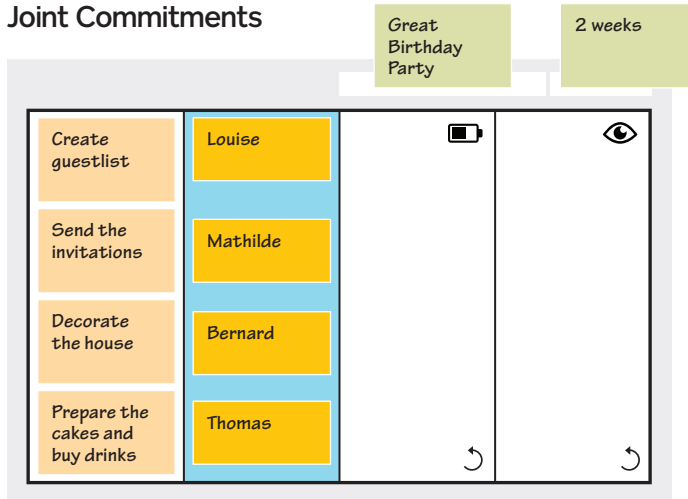 Joint Commitments
Great
Birthday
Party
2 weeks
Create
guestlist
Louise
Send the
invitations
Mathilde
Decorate
the house
Bernard
Prepare the
cakes and
buy drinks
Thomas